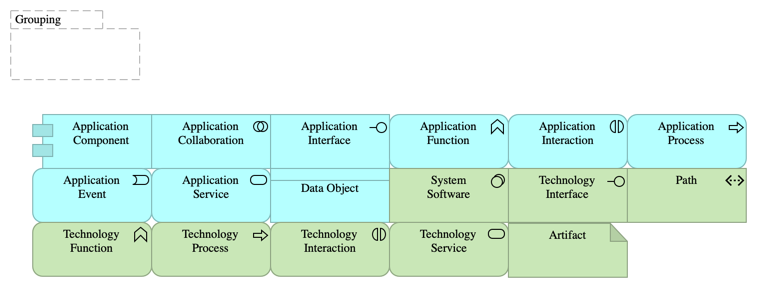 Grouping
Application
Component
Application
Collaboration
Application
Interface
Application
Function
Application
Interaction
Application
Process
Application
Event
Application
Service
Data Object
System
Software
Technology
Interface
Path
Technology
Function
Technology
Process
Technology
Interaction
Technology
Service
Artifact